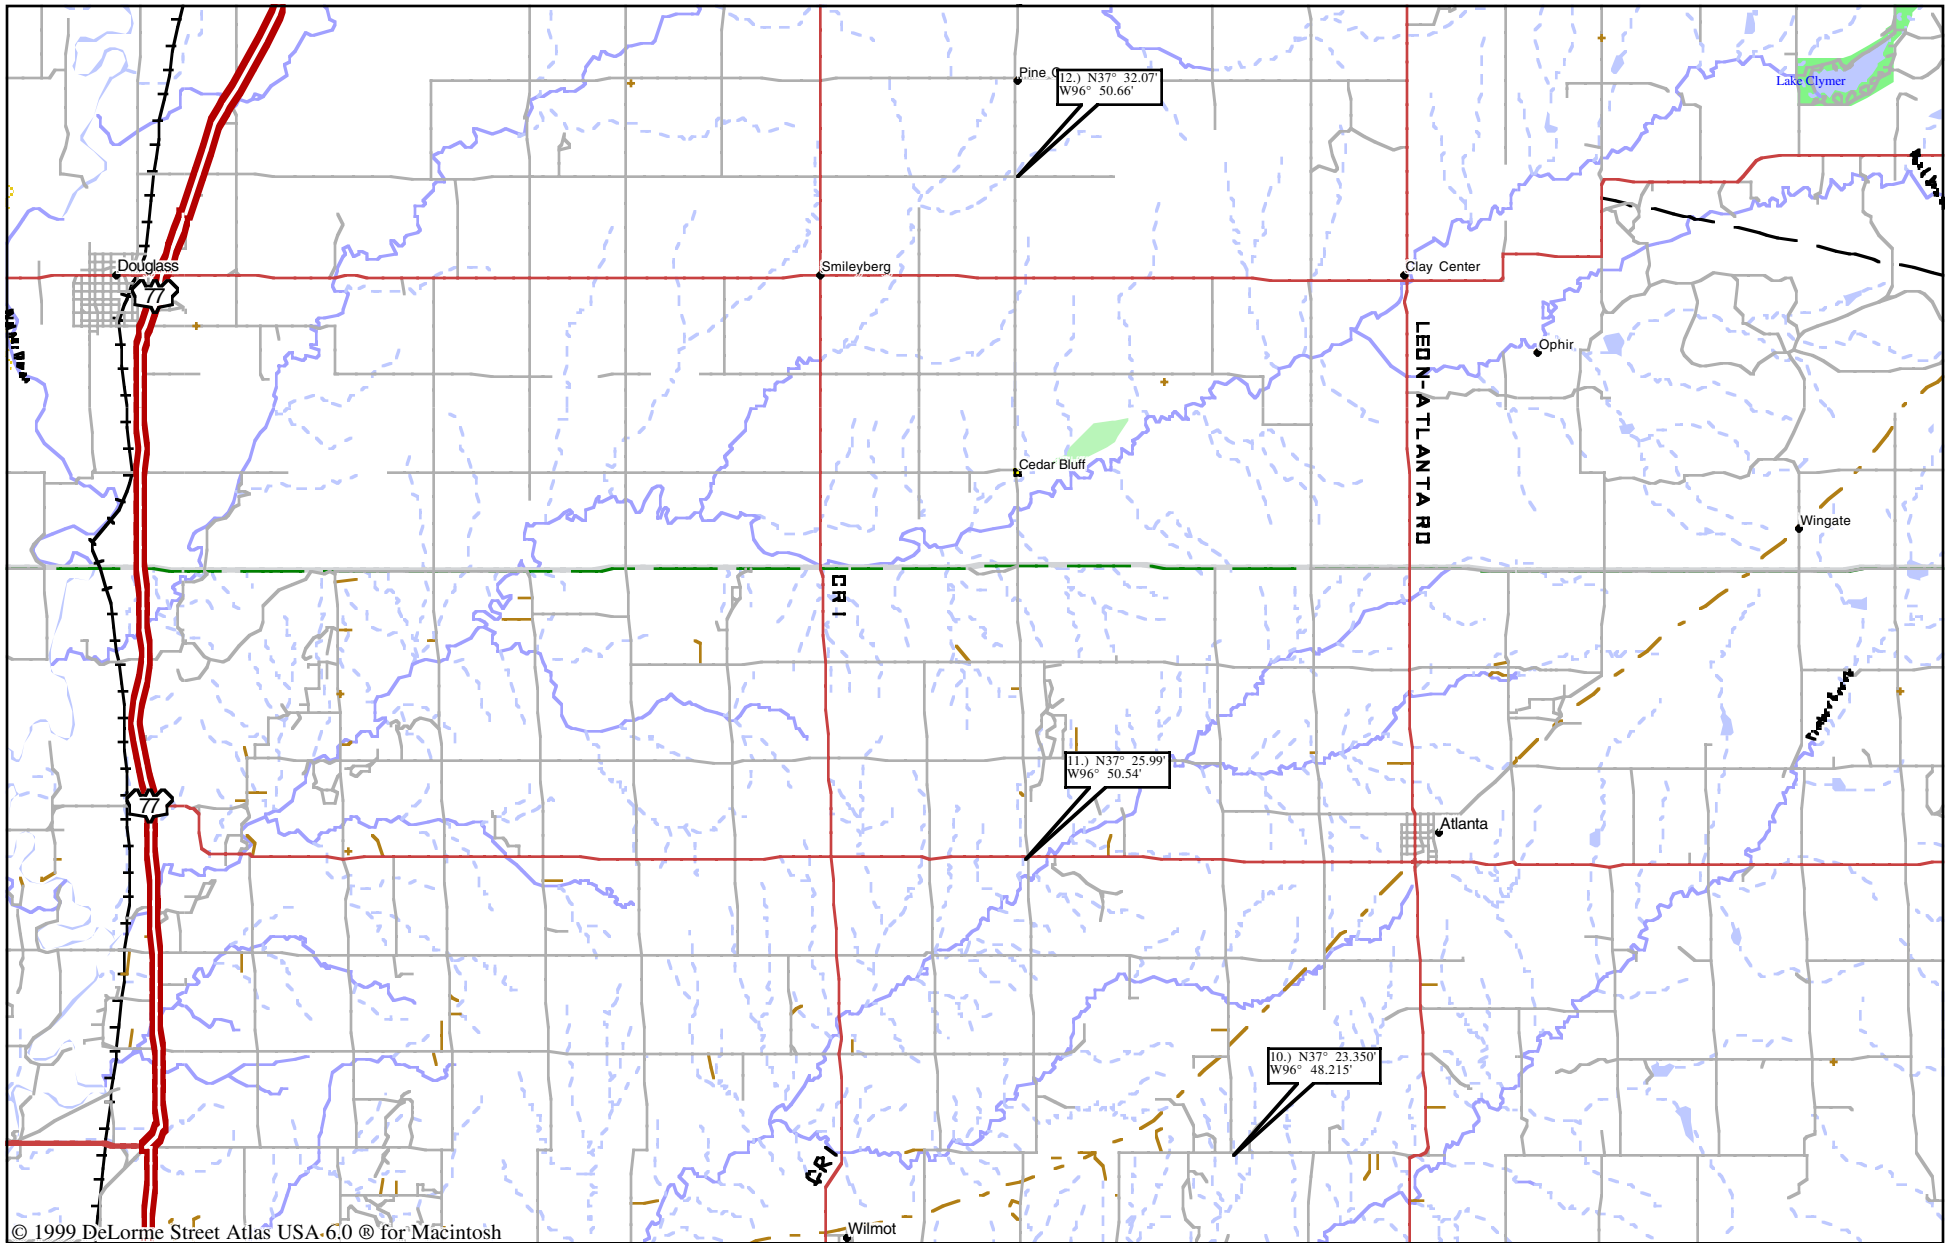 Pine
12.) N37° 32.07'
W96° 50.66'
Lake Clymer
Douglass
77
Smileyberg
Clay Center
LEON-ATLANTA RD
Ophir
Cedar Bluff
Wingate
CR 1
11.) N37° 25.99'
W96° 50.54'
77
Atlanta
10.) N37° 23.350'
W96° 48.215'
CR 1
Wilmot
© 1999 DeLorme Street Atlas USA 6.0 ® for Macintosh